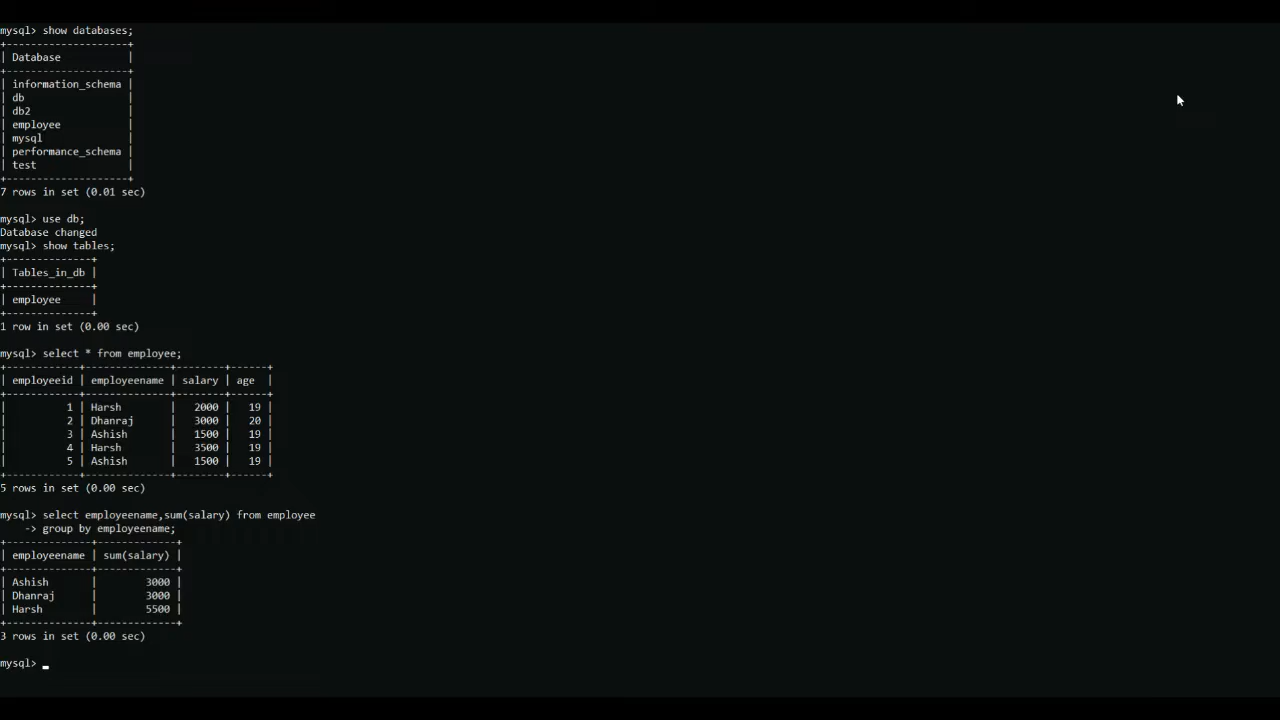 mysql> show databases;
+--------------------+
| Database           |
+--------------------+
| information_schema |
| db                 |
| db2                |
| employee           |
| mysql              |
| performance_schema |
| test               |
+--------------------+
7 rows in set (0.01 sec)
mysql> use db;
Database changed
mysql> show tables;
+--------------+
| Tables_in_db |
+--------------+
| employee     |
+--------------+
1 row in set (0.00 sec)
mysql> select * from employee;
+------------+--------------+--------+------+
| employeeid | employeename | salary | age  |
+------------+--------------+--------+------+
|          1 | Harsh        |   2000 |   19 |
|          2 | Dhanraj      |   3000 |   20 |
|          3 | Ashish       |   1500 |   19 |
|          4 | Harsh        |   3500 |   19 |
|          5 | Ashish       |   1500 |   19 |
+------------+--------------+--------+------+
5 rows in set (0.00 sec)
mysql> select employeename,sum(salary) from employee
    -> group by employeename;
+--------------+-------------+
| employeename | sum(salary) |
+--------------+-------------+
| Ashish       |        3000 |
| Dhanraj      |        3000 |
| Harsh        |        5500 |
+--------------+-------------+
3 rows in set (0.00 sec)
mysql> _